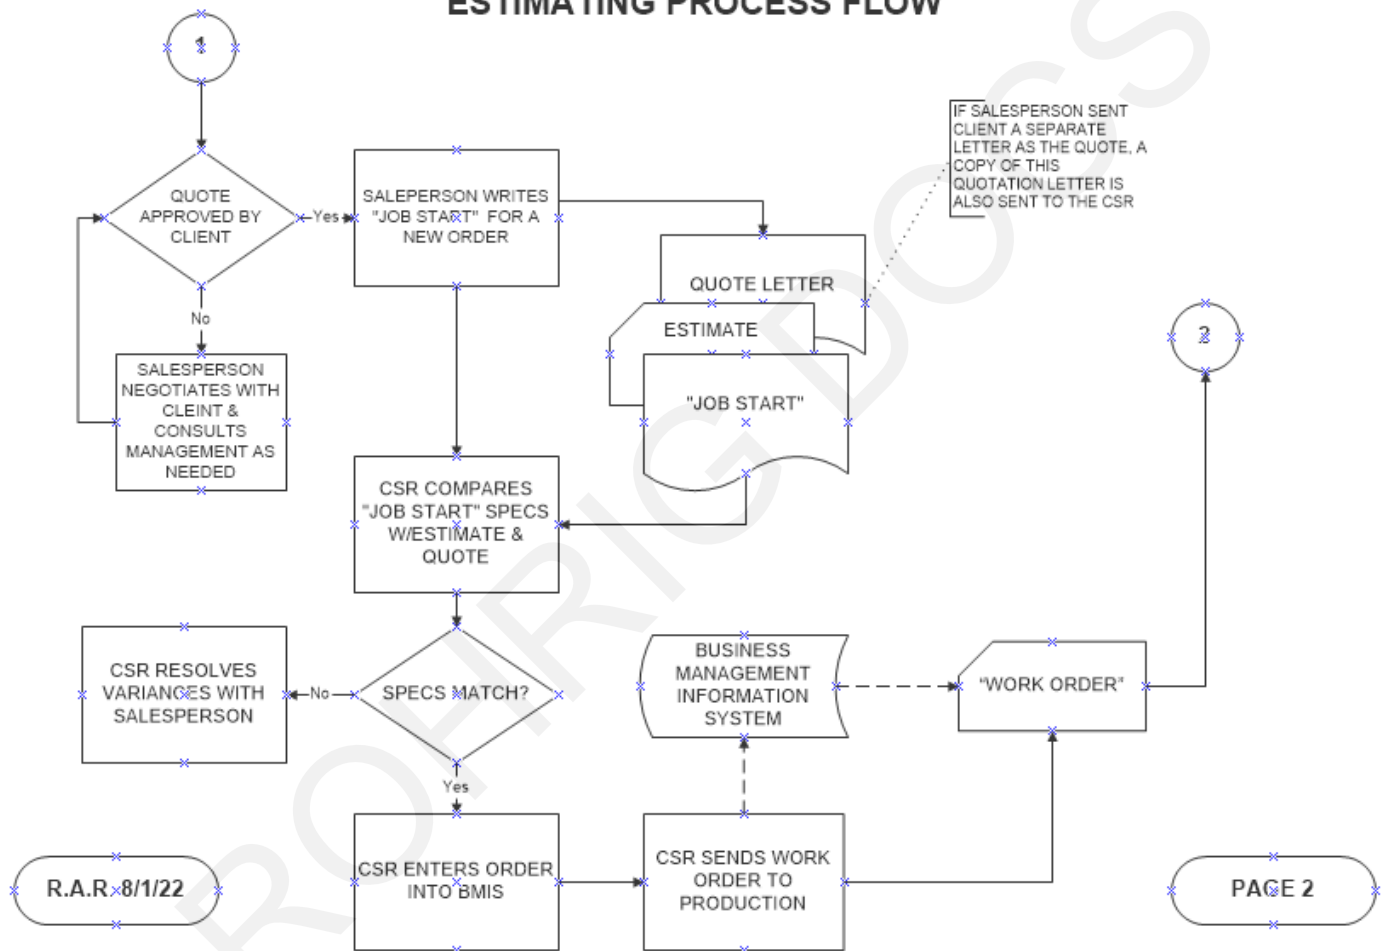 ESTIMATING PROCESS FLOW
1
IF SALESPERSON SENT
CLIENT A SEPARATE
LETTER AS THE QUOTE, A
COPY OF THIS
QUOTATION LETTER IS
ALSO SENT TO THE CSR
QUOTE
APPROVED BY
CLIENT
Yes
SALEPERSON WRITES
"JOB START" FOR A
NEW ORDER
QUOTE LETTER
ESTIMATE
"JOB START"
No
SALESPERSON
NEGOTIATES WITH
CLEINT &
CONSULTS
MANAGEMENT AS
NEEDED
2
CSR COMPARES
"JOB START" SPECS
W/ESTIMATE &
QUOTE
CSR RESOLVES
VARIANCES WITH
SALESPERSON
No
SPECS MATCH?
BUSINESS
MANAGEMENT
INFORMATION
SYSTEM
“WORK ORDER”
Yes
CSR ENTERS ORDER
INTO BMIS
CSR SENDS WORK
ORDER TO
PRODUCTION
R.A.R. 8/1/22
PAGE 2
ROHRIG DOCS